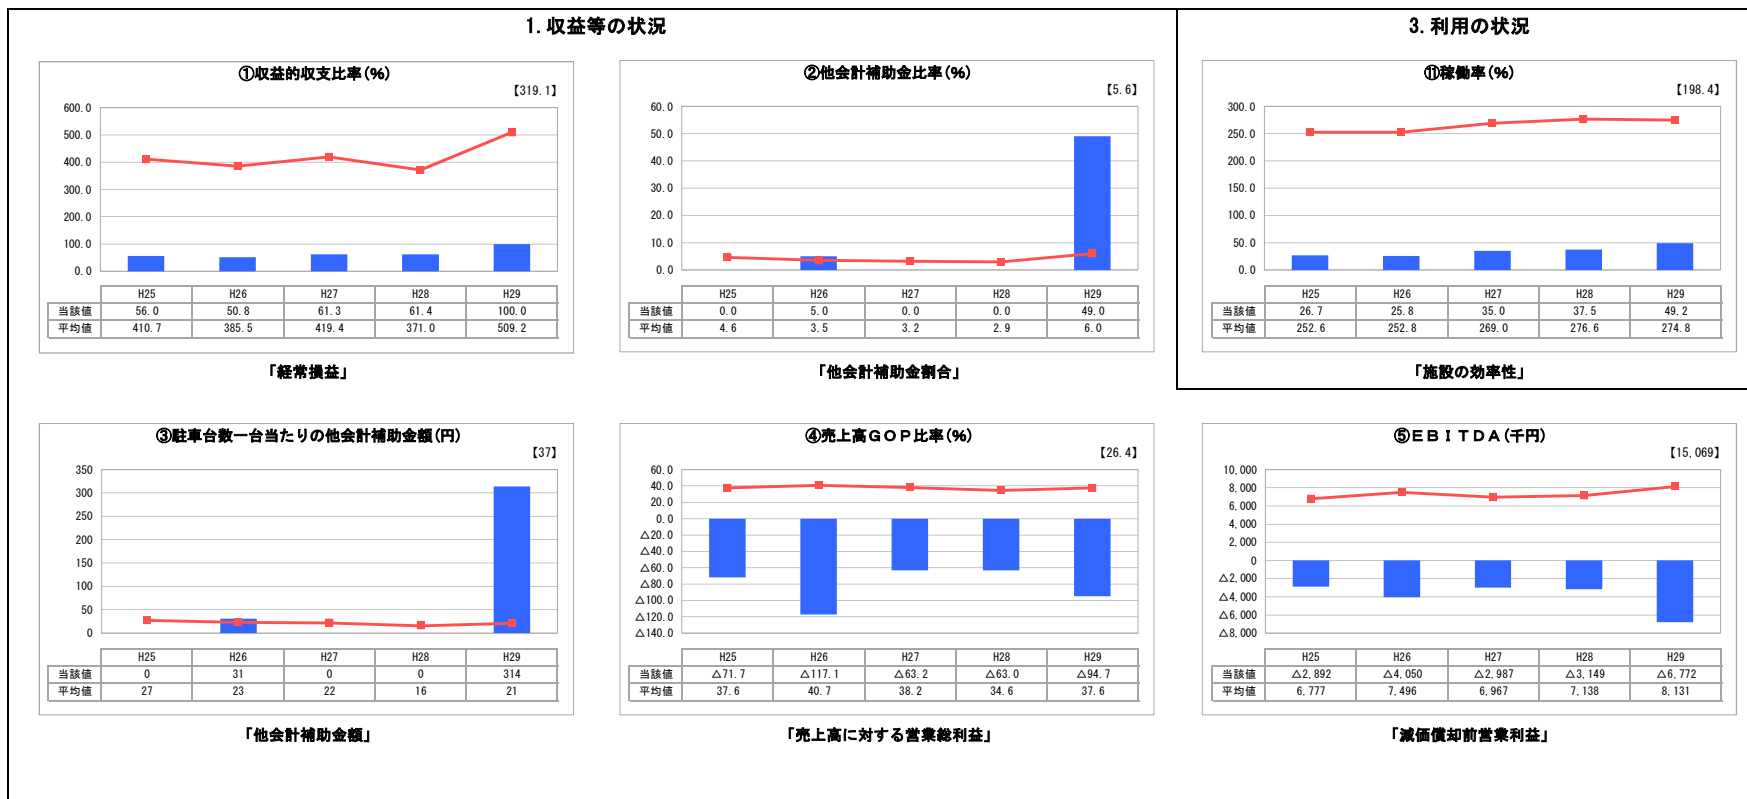 1. 収益等の状況
3. 利用の状況
①収益的収支比率(%)
【319.1】
600.0
500.0
400.0
300.0
200.0
100.0
0.0
H25 H26 H27 H28 H29
当該値 56.0 50.8 61.3 61.4 100.0
平均値 410.7 385.5 419.4 371.0 509.2
「経常損益」
②他会計補助金比率(%)
【5.6】
60.0
50.0
40.0
30.0
20.0
10.0
0.0
H25 H26 H27 H28 H29
当該値 0.0 5.0 0.0 0.0 49.0
平均値 4.6 3.5 3.2 2.9 6.0
「他会計補助金割合」
⑪稼働率(%)
【198.4】
300.0
250.0
200.0
150.0
100.0
50.0
0.0
H25 H26 H27 H28 H29
当該値 26.7 25.8 35.0 37.5 49.2
平均値 252.6 252.8 269.0 276.6 274.8
「施設の効率性」
③駐車台数一台当たりの他会計補助金額(円)
【37】
350
300
250
200
150
100
50
0
H25 H26 H27 H28 H29
当該値 0 31 0 0 314
平均値 27 23 22 16 21
「他会計補助金額」
④売上高ＧＯＰ比率(%)
【26.4】
60.0
40.0
20.0
0.0
△20.0
△40.0
△60.0
△80.0
△100.0
△120.0
△140.0
H25 H26 H27 H28 H29
当該値 △71.7 △117.1 △63.2 △63.0 △94.7
平均値 37.6 40.7 38.2 34.6 37.6
「売上高に対する営業総利益」
⑤ＥＢＩＴＤＡ(千円)
【15,069】
10,000
8,000
6,000
4,000
2,000
0
△2,000
△4,000
△6,000
△8,000
H25 H26 H27 H28 H29
当該値 △2,892 △4,050 △2,987 △3,149 △6,772
平均値 6,777 7,496 6,967 7,138 8,131
「減価償却前営業利益」